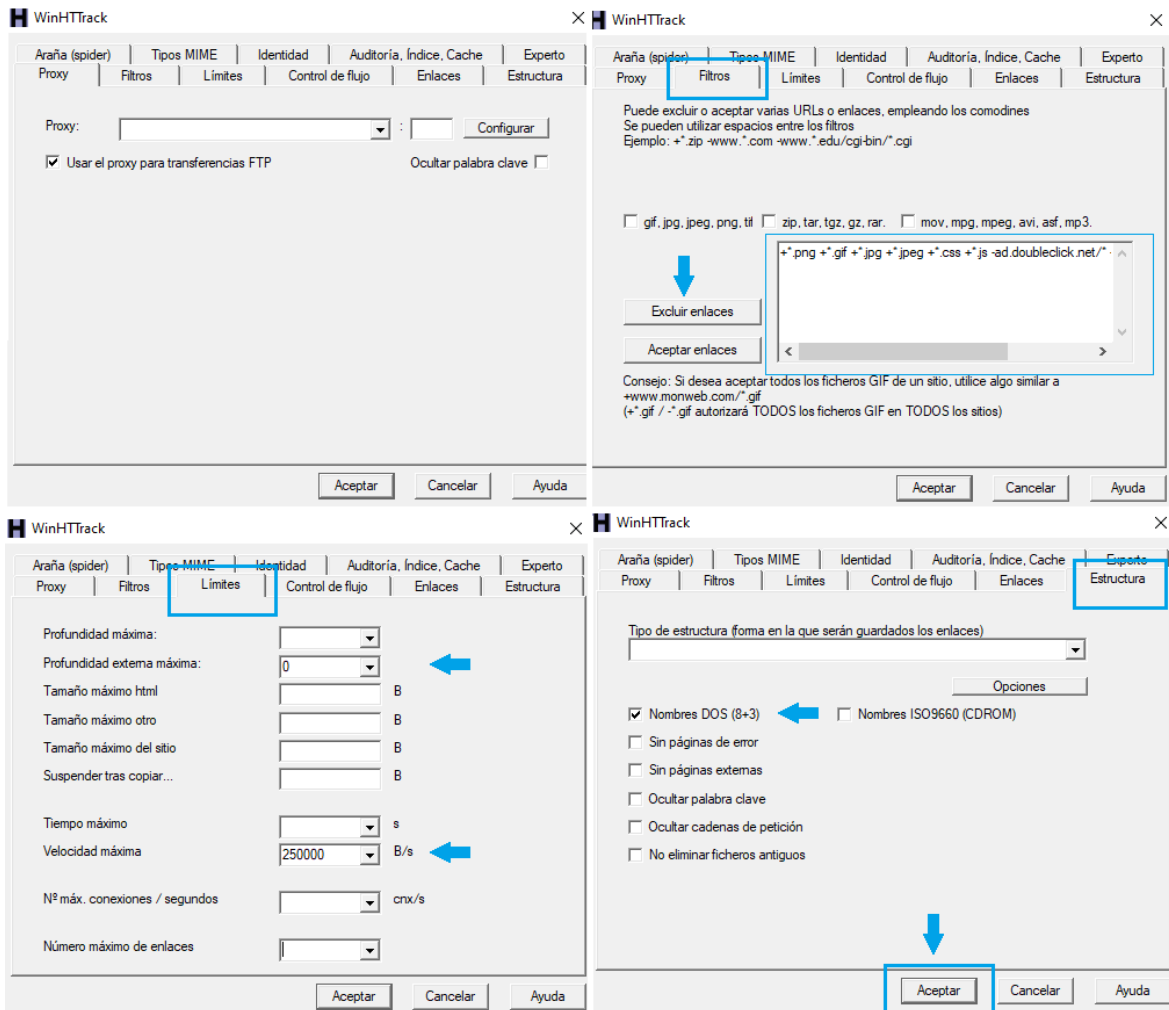 WinHTTrack
Araña (spider) Tipos MIME Identidad Auditoría, Índice, Cache Experto
Proxy Filtros Límites Control de flujo Enlaces Estructura
Proxy: : Configurar
Usar el proxy para transferencias FTP Ocultar palabra clave
Aceptar Cancelar Ayuda
WinHTTrack
Araña (spider) Tipos MIME Identidad Auditoría, Índice, Cache Experto
Proxy Filtros Límites Control de flujo Enlaces Estructura
Puede excluir o aceptar varias URLs o enlaces, empleando los comodines
Se pueden utilizar espacios entre los filtros
Ejemplo: +*.zip -www.*.com -www.*.edu/cgi-bin/*.cgi
gif, jpg, jpeg, png, tif zip, tar, tgz, gz, rar. mov, mpg, mpeg, avi, asf, mp3.
+*.png +*.gif +*.jpg +*.jpeg +*.css +*.js -ad.doubleclick.net/*
Excluir enlaces
Aceptar enlaces
Consejo: Si desea aceptar todos los ficheros GIF de un sitio, utilice algo similar a
+www.monweb.com/*.gif
(+*.gif / -*.gif autorizará TODOS los ficheros GIF en TODOS los sitios)
Aceptar Cancelar Ayuda
WinHTTrack
Araña (spider) Tipos MIME Identidad Auditoría, Índice, Cache Experto
Proxy Filtros Límites Control de flujo Enlaces Estructura
Profundidad máxima:
Profundidad externa máxima: 0
Tamaño máximo html B
Tamaño máximo otro B
Tamaño máximo del sitio B
Suspender tras copiar... B
Tiempo máximo s
Velocidad máxima 250000 B/s
Nº máx. conexiones / segundos cnx/s
Número máximo de enlaces
Aceptar Cancelar Ayuda
WinHTTrack
Araña (spider) Tipos MIME Identidad Auditoría, Índice, Cache Experto
Proxy Filtros Límites Control de flujo Enlaces Estructura
Tipo de estructura (forma en la que serán guardados los enlaces)
Opciones
Nombres DOS (8+3) Nombres ISO9660 (CDROM)
Sin páginas de error
Sin páginas externas
Ocultar palabra clave
Ocultar cadenas de petición
No eliminar ficheros antiguos
Aceptar Cancelar Ayuda